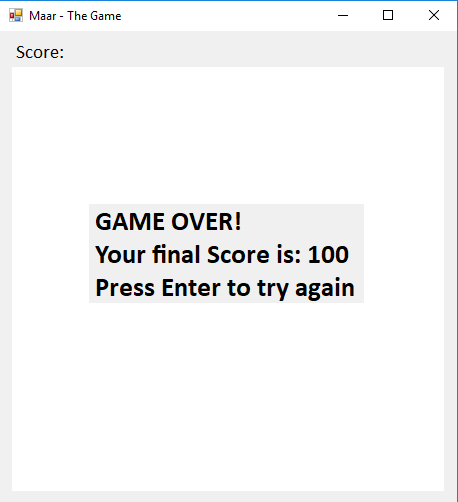 Maar - The Game
Score:
GAME OVER!
Your final Score is: 100
Press Enter to try again